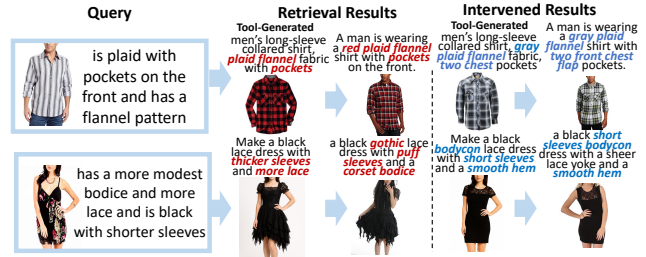 Query
Retrieval Results
Intervened Results
is plaid with
pockets on the
front and has a
flannel pattern
Tool-Generated
men's long-sleeve
collared shirt,
plaid flannel fabric
with pockets
A man is wearing
a red plaid flannel
shirt with pockets
on the front.
Tool-Generated
men's long-sleeve
collared shirt, gray
plaid flannel fabric,
two chest pockets
A man is wearing
a gray plaid
flannel shirt with
two front chest
flap pockets.
has a more modest
bodice and more
lace and is black
with shorter sleeves
Make a black
lace dress with
thicker sleeves
and more lace
a black gothic lace
dress with puff
sleeves and a
corset bodice
Make a black
bodycon lace dress
with short sleeves
and a smooth hem
a black short
sleeves bodycon
dress with a sheer
lace yoke and a
smooth hem